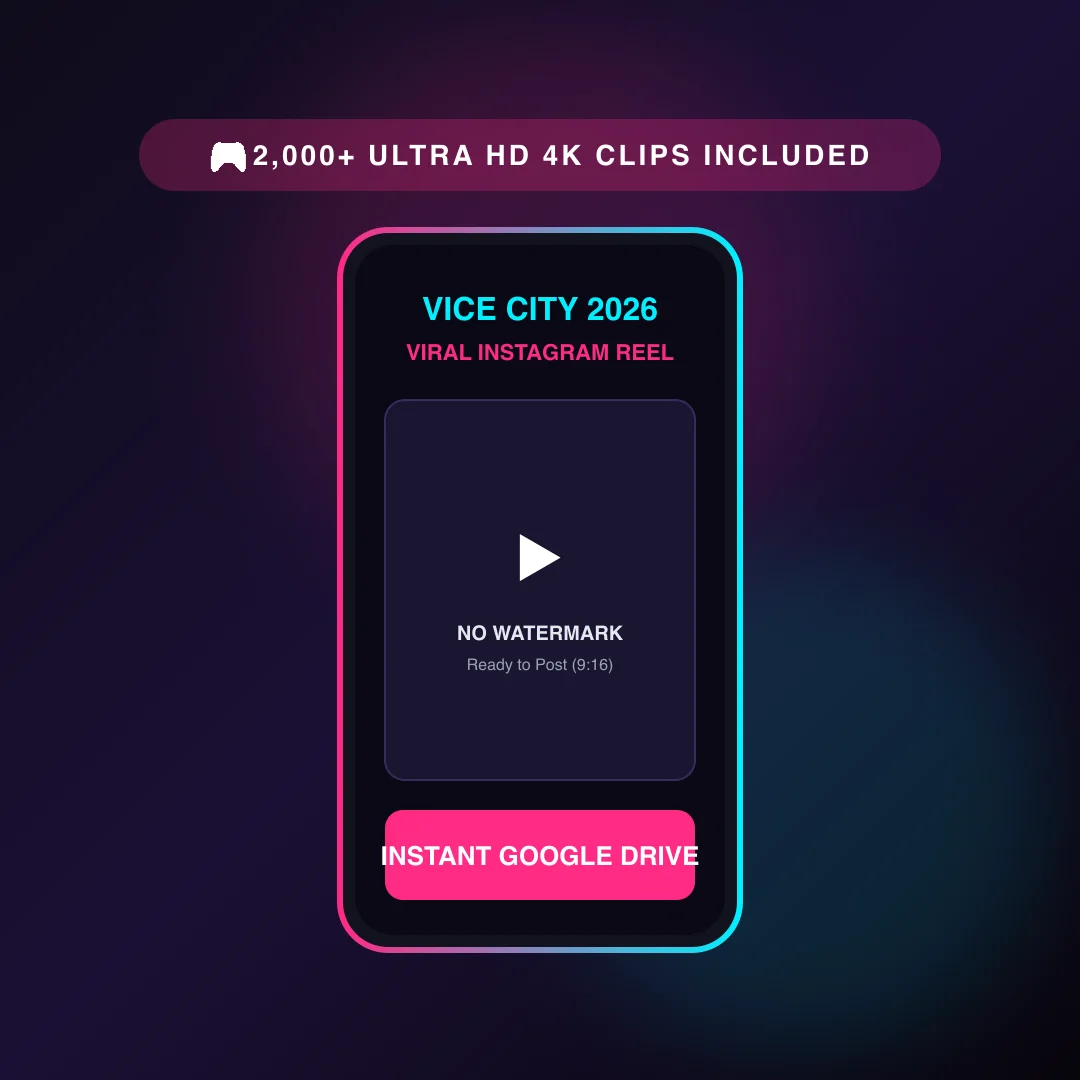 2,000+ ULTRA HD 4K CLIPS INCLUDED
VICE CITY 2026
VIRAL INSTAGRAM REEL
NO WATERMARK
Ready to Post (9:16)
INSTANT GOOGLE DRIVE